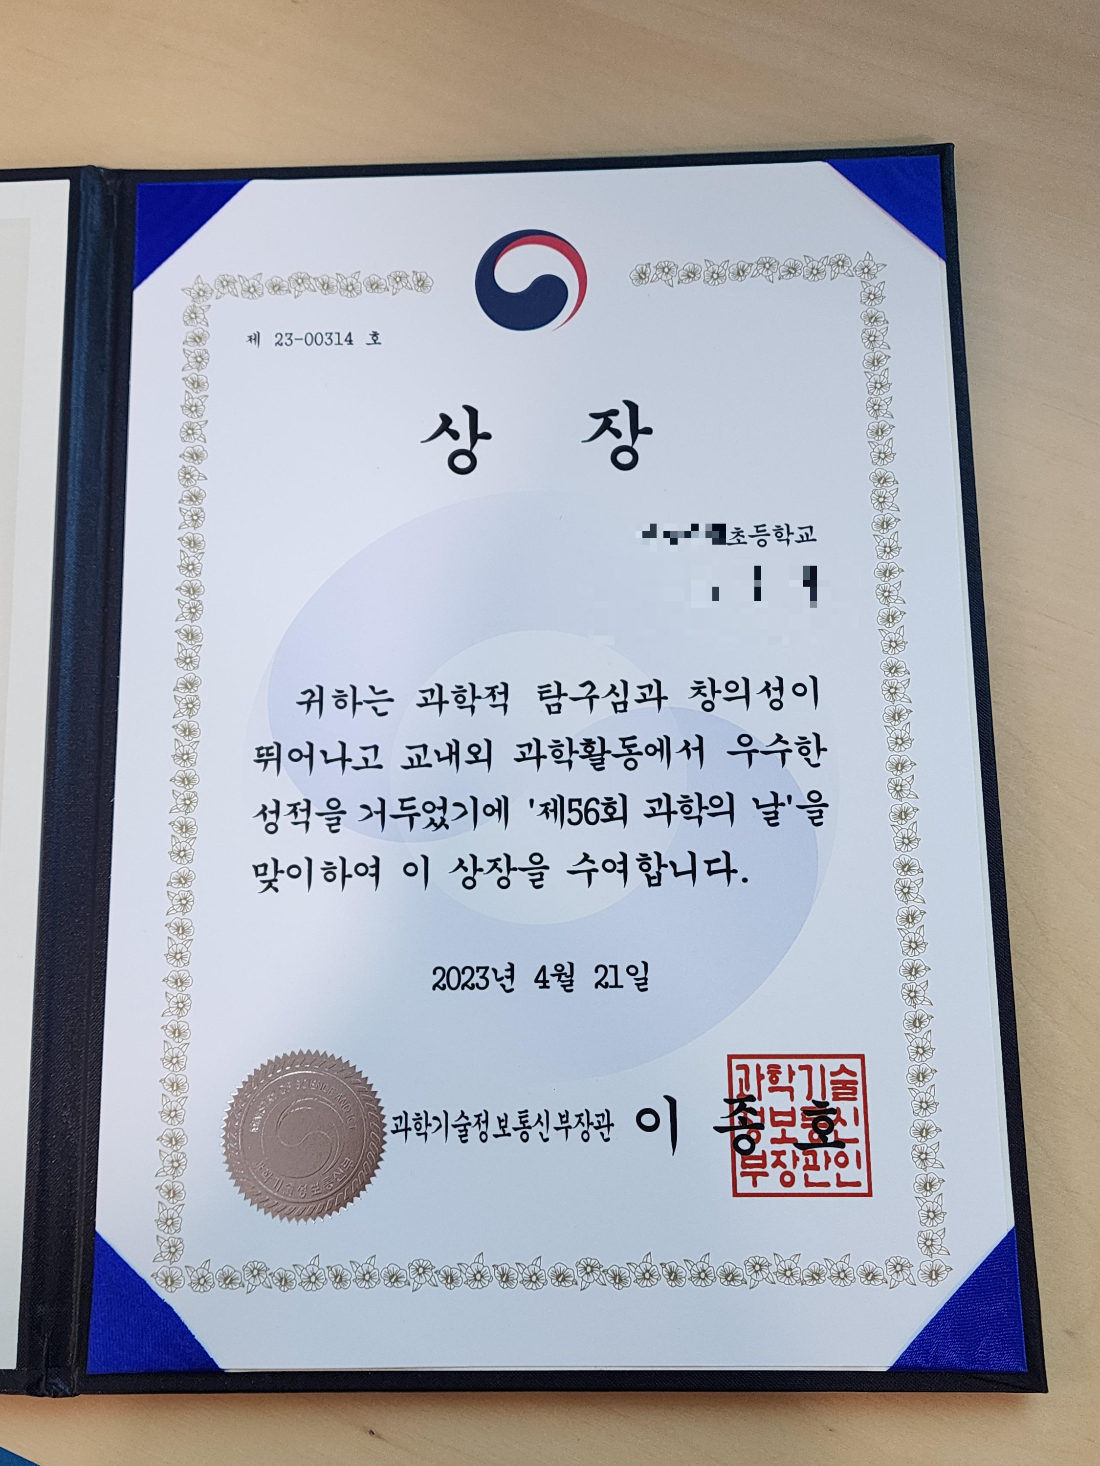 제 23-00314 호
상 장
초등학교
귀하는 과학적 탐구심과 창의성이
뛰어나고 교내외 과학활동에서 우수한
성적을 거두었기에 '제56회 과학의 날'을
맞이하여 이 상장을 수여합니다.
2023년 4월 21일
과학기술정보통신부장관 이 종 호
과학기술
정보통신
부장관인